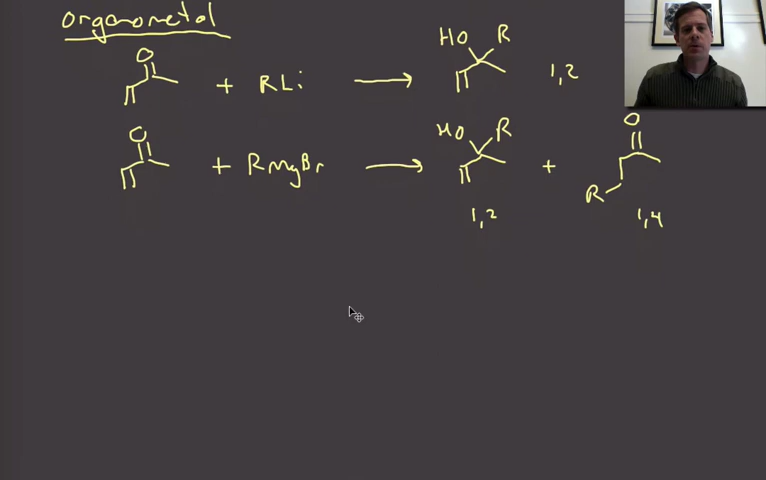 organometal
HO R
O
+ RLi → 1,2
HO R O
O
+ RMgBr → +
R
1,2 1,4